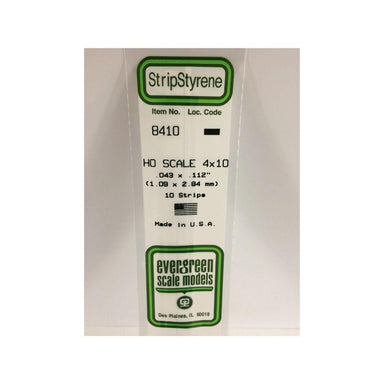 StripStyrene
Item No. Loc. Code
8410
HO SCALE 4x10
.043 x .112"
(1.09 x 2.84 mm)
10 Strips
Made in U.S.A.
evergreen
scale models
Des Plaines, IL 60018